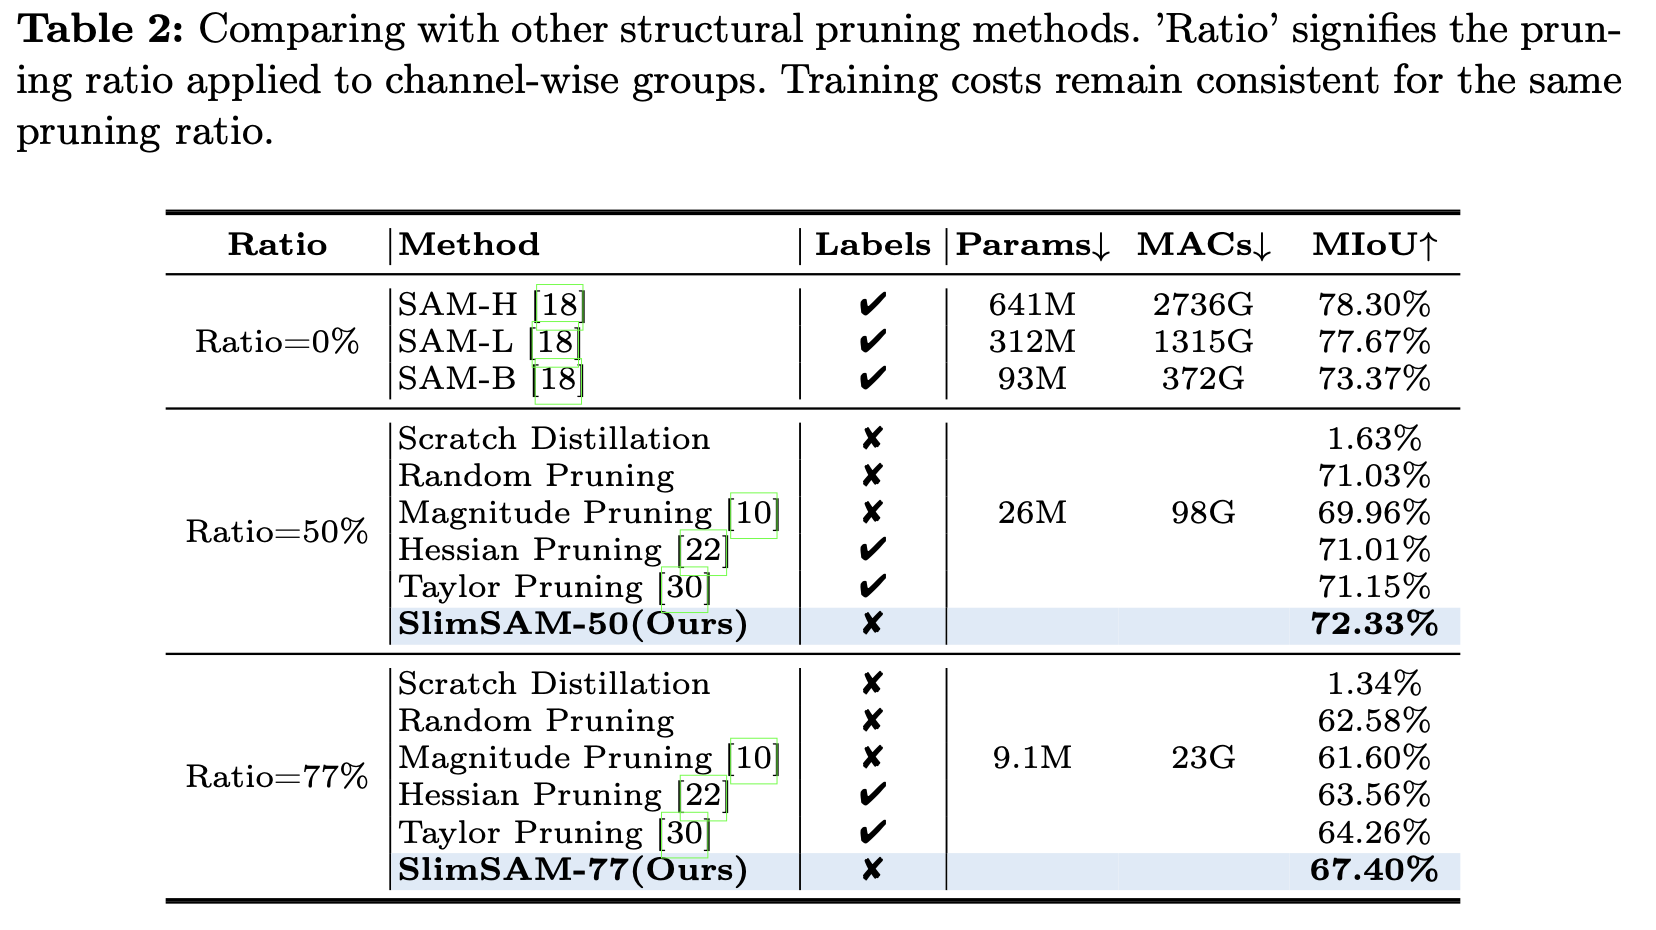 Table 2: Comparing with other structural pruning methods. ’Ratio’ signifies the prun-
ing ratio applied to channel-wise groups. Training costs remain consistent for the same
pruning ratio.
Ratio Method Labels Params↓ MACs↓ MIoU↑
SAM-H [18] ✔ 641M 2736G 78.30%
Ratio=0% SAM-L [18] ✔ 312M 1315G 77.67%
SAM-B [18] ✔ 93M 372G 73.37%
Scratch Distillation ✘ 1.63%
Random Pruning ✘ 71.03%
Magnitude Pruning [10] ✘ 26M 98G 69.96%
Ratio=50%
Hessian Pruning [22] ✔ 71.01%
Taylor Pruning [30] ✔ 71.15%
SlimSAM-50(Ours) ✘ 72.33%
Scratch Distillation ✘ 1.34%
Random Pruning ✘ 62.58%
Magnitude Pruning [10] ✘ 9.1M 23G 61.60%
Ratio=77%
Hessian Pruning [22] ✔ 63.56%
Taylor Pruning [30] ✔ 64.26%
SlimSAM-77(Ours) ✘ 67.40%